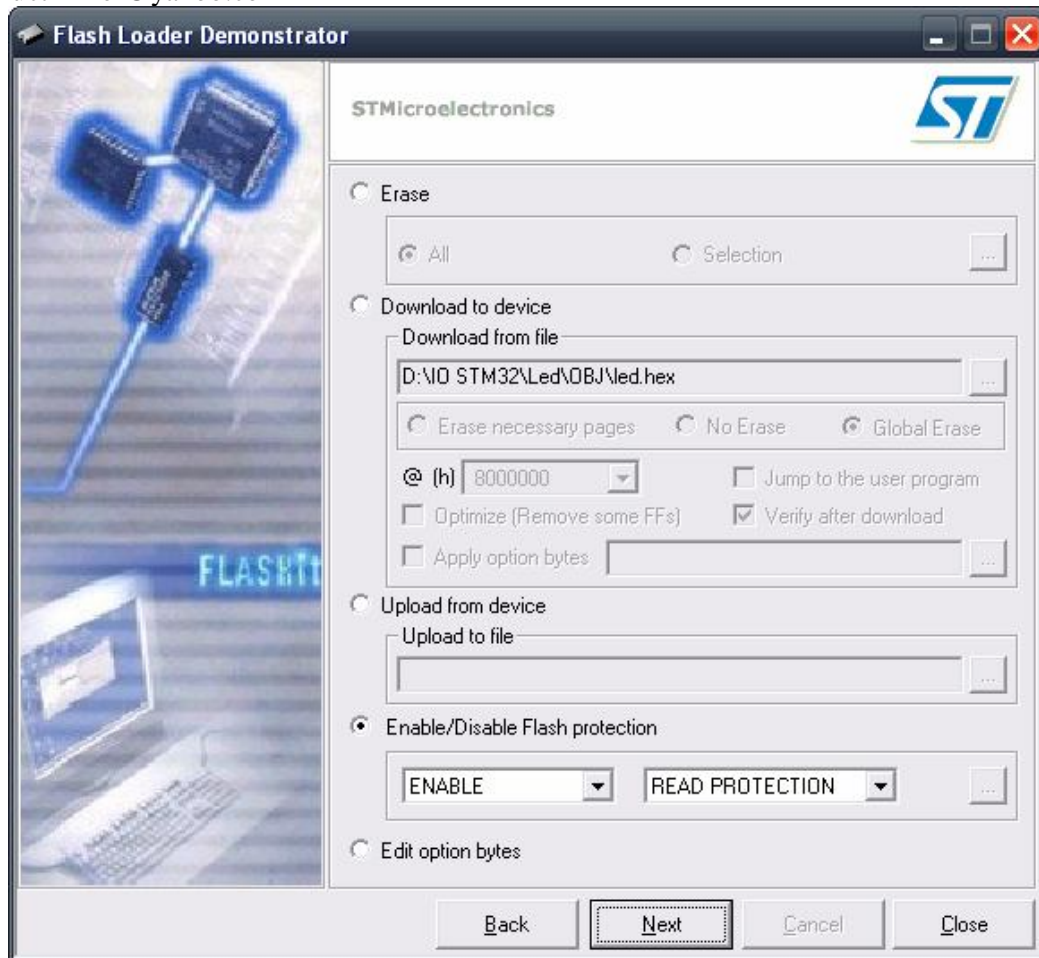 Flash Loader Demonstrator
STMicroelectronics
ST
Erase
All Selection ...
Download to device
Download from file
D:\IO STM32\Led\OBJ\led.hex ...
Erase necessary pages No Erase Global Erase
@ (h) 8000000 Jump to the user program
Optimize (Remove some FFs) Verify after download
Apply option bytes ...
FLASH
Upload from device
Upload to file
...
Enable/Disable Flash protection
ENABLE READ PROTECTION ...
Edit option bytes
Back Next Cancel Close